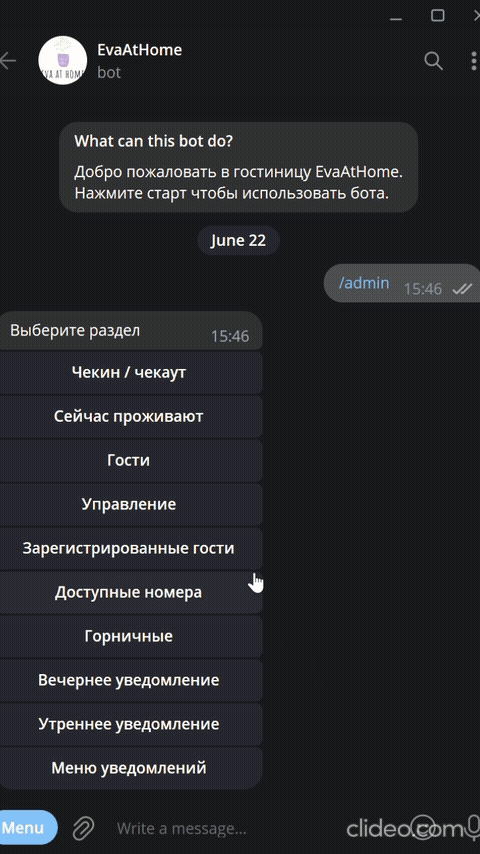 EvaAtHome
bot
EVA AT HOME
What can this bot do?
Добро пожаловать в гостиницу EvaAtHome.
Нажмите старт чтобы использовать бота.
June 22
/admin 15:46
Выберите раздел 15:46
Чекин / чекаут
Сейчас проживают
Гости
Управление
Зарегистрированные гости
Доступные номера
Горничные
Вечернее уведомление
Утреннее уведомление
Меню уведомлений
Menu
Write a message...
clideo.com